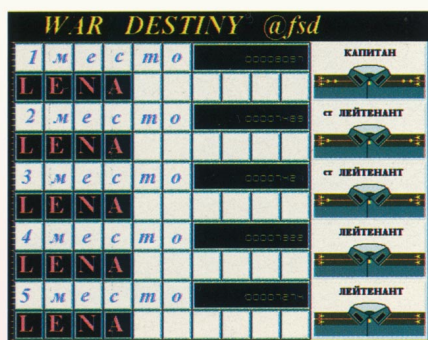 WAR DESTINY @fsd
1 место
КАПИТАН
LENA
2 место
ст ЛЕЙТЕНАНТ
LENA
3 место
ст ЛЕЙТЕНАНТ
LENA
4 место
ЛЕЙТЕНАНТ
LENA
5 место
ЛЕЙТЕНАНТ
LENA